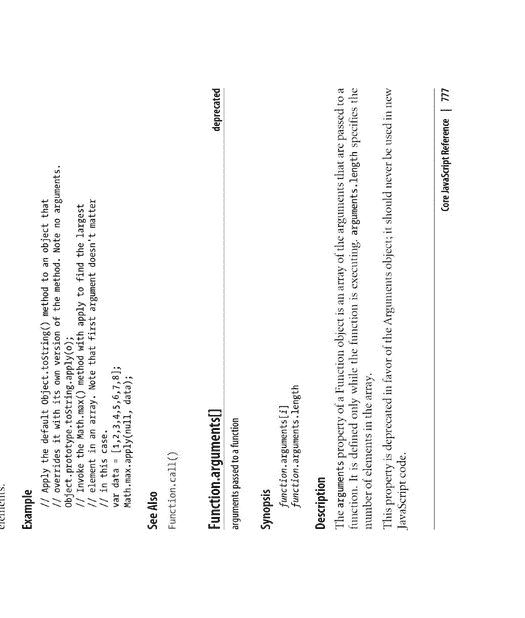 elements.
Example
// Apply the default Object.toString() method to an object that
// overrides it with its own version of the method. Note no arguments.
Object.prototype.toString.apply(o);
// Invoke the Math.max() method with apply to find the largest
// element in an array. Note that first argument doesn't matter
// in this case.
var data = [1,2,3,4,5,6,7,8];
Math.max.apply(null, data);
See Also
Function.call()
Function.arguments[] deprecated
arguments passed to a function
Synopsis
function.arguments[i]
function.arguments.length
Description
The arguments property of a Function object is an array of the arguments that are passed to a
function. It is defined only while the function is executing. arguments.length specifies the
number of elements in the array.
This property is deprecated in favor of the Arguments object; it should never be used in new
JavaScript code.
Core JavaScript Reference | 777